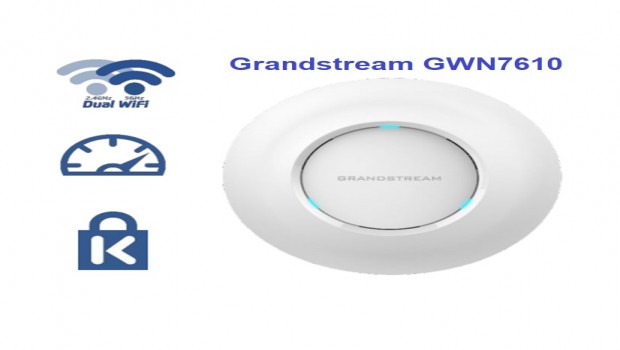 Grandstream GWN7610
2.4GHz 5GHz
Dual WiFi
GRANDSTREAM
K